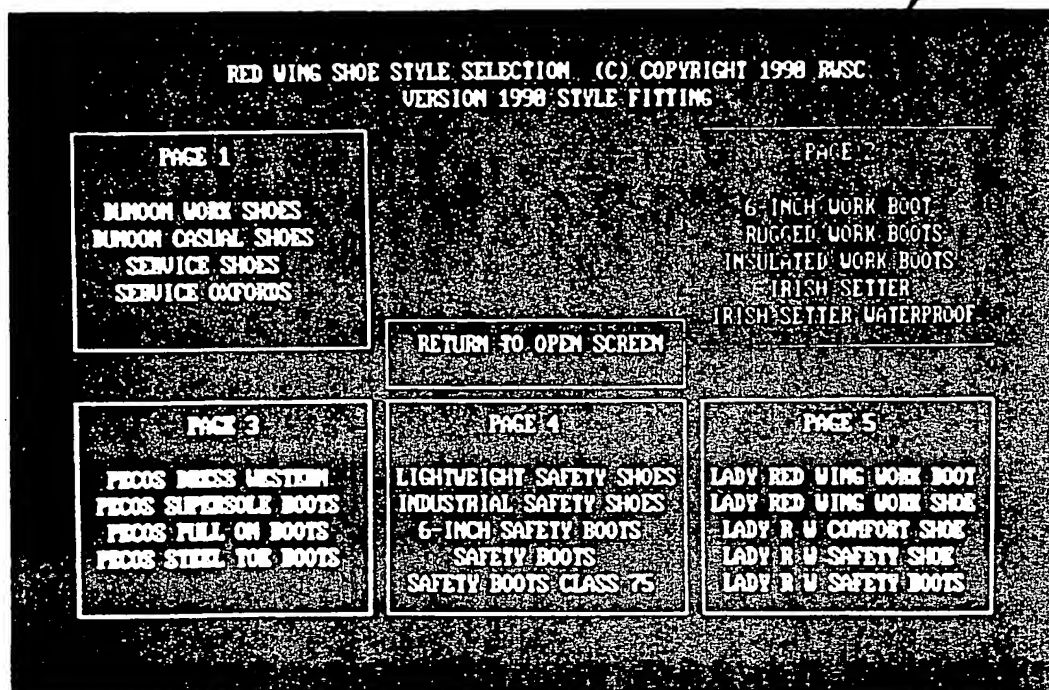 RED WING SHOE STYLE SELECTION (C) COPYRIGHT 1990 RWSC
VERSION 1990 STYLE FITTING
PAGE 1
DUNOON WORK SHOES
DUNOON CASUAL SHOES
SERVICE SHOES
SERVICE OXFORDS
PAGE 2
6-INCH WORK BOOT
RUGGED WORK BOOTS
INSULATED WORK BOOTS
IRISH SETTER
IRISH SETTER WATERPROOF
RETURN TO OPEN SCREEN
PAGE 3
PECOS DRESS WESTERN
PECOS SUPERSOLE BOOTS
PECOS PULL ON BOOTS
PECOS STEEL TOE BOOTS
PAGE 4
LIGHTWEIGHT SAFETY SHOES
INDUSTRIAL SAFETY SHOES
6-INCH SAFETY BOOTS
SAFETY BOOTS
SAFETY BOOTS CLASS 75
PAGE 5
LADY RED WING WORK BOOT
LADY RED WING WORK SHOE
LADY R W COMFORT SHOE
LADY R W SAFETY SHOE
LADY R W SAFETY BOOTS